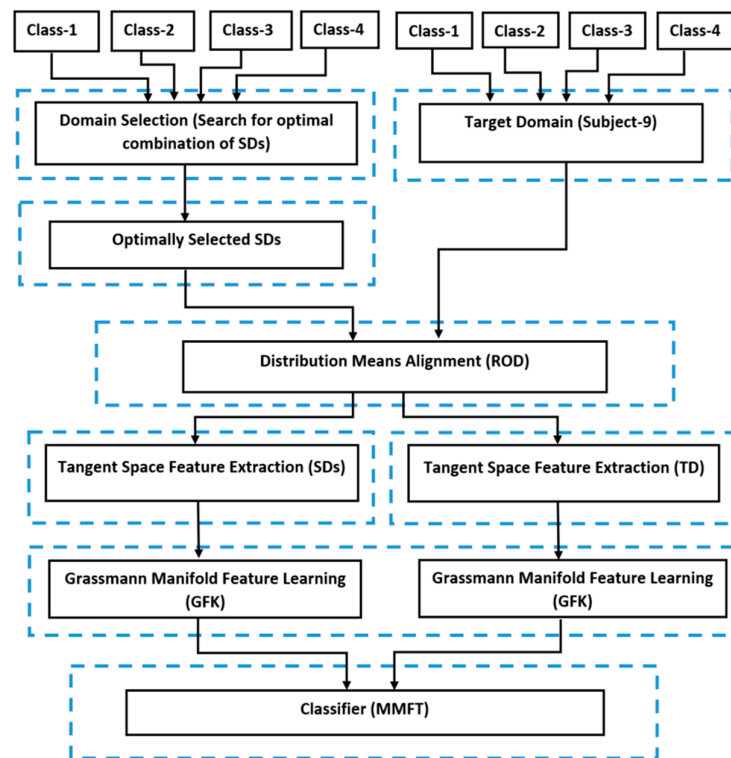 Class-1
Class-2
Class-3
Class-4
Class-1
Class-2
Class-3
Class-4
Domain Selection (Search for optimal
combination of SDs)
Target Domain (Subject-9)
Optimally Selected SDs
Distribution Means Alignment (ROD)
Tangent Space Feature Extraction (SDs)
Tangent Space Feature Extraction (TD)
Grassmann Manifold Feature Learning
(GFK)
Grassmann Manifold Feature Learning
(GFK)
Classifier (MMFT)